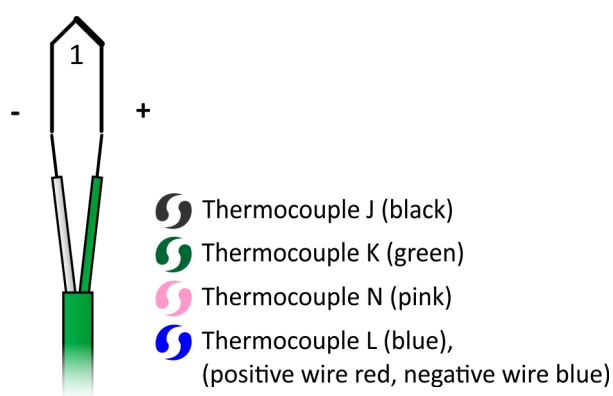 1
- +
Thermocouple J (black)
Thermocouple K (green)
Thermocouple N (pink)
Thermocouple L (blue),
(positive wire red, negative wire blue)